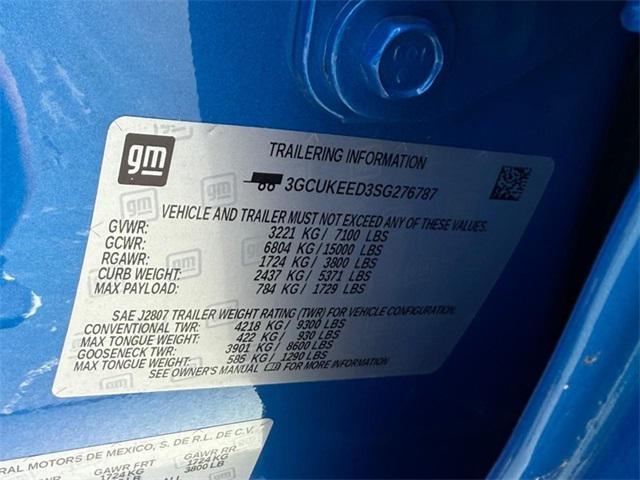 gm
TRAILERING INFORMATION
3GCUKEED3SG276787
VEHICLE AND TRAILER MUST NOT EXCEED ANY OF THESE VALUES.
GVWR: 3221 KG / 7100 LBS
GCWR: 6804 KG / 15000 LBS
RGAWR: 1724 KG / 3800 LBS
CURB WEIGHT: 2437 KG / 5371 LBS
MAX PAYLOAD: 784 KG / 1729 LBS
SAE J2807 TRAILER WEIGHT RATING (TWR) FOR VEHICLE CONFIGURATION.
CONVENTIONAL TWR: 4218 KG / 9300 LBS
MAX TONGUE WEIGHT: 422 KG / 930 LBS
GOOSENECK TWR: 3901 KG / 8600 LBS
MAX TONGUE WEIGHT: 585 KG / 1290 LBS
SEE OWNER'S MANUAL FOR MORE INFORMATION
MOTORS DE MEXICO, S. DE R.L. DE C.V.
GAWR FRT GAWR RR
1724 KG
3800 LB